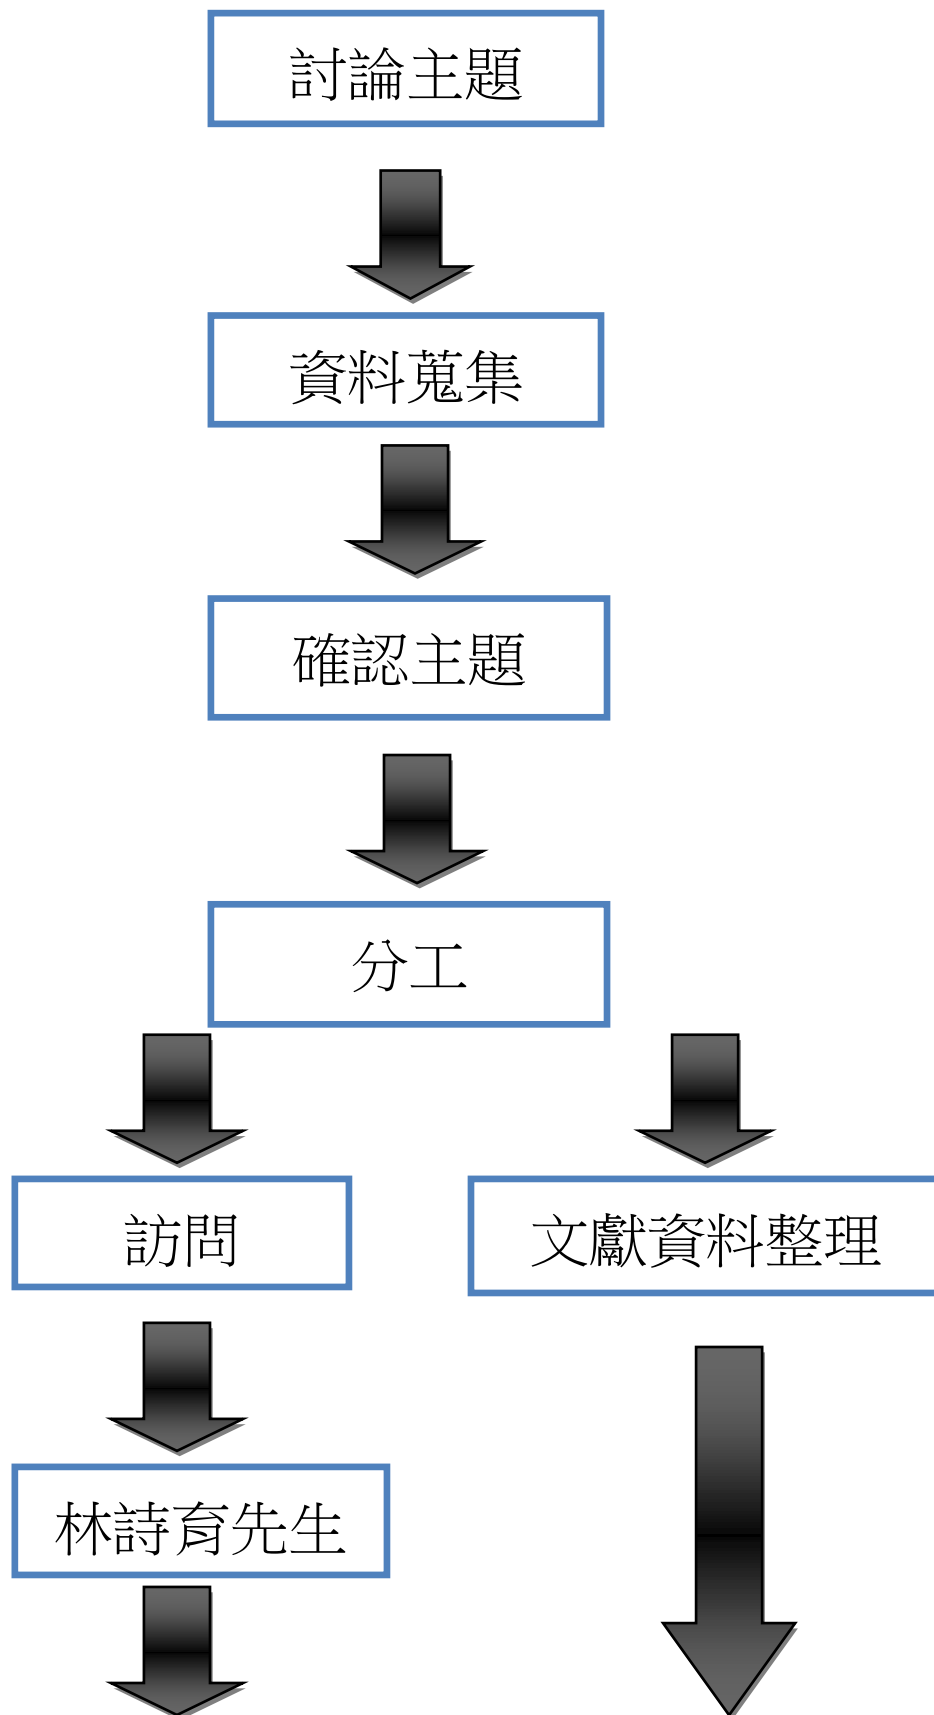 討論主題
資料蒐集
確認主題
分工
訪問
文獻資料整理
林詩育先生